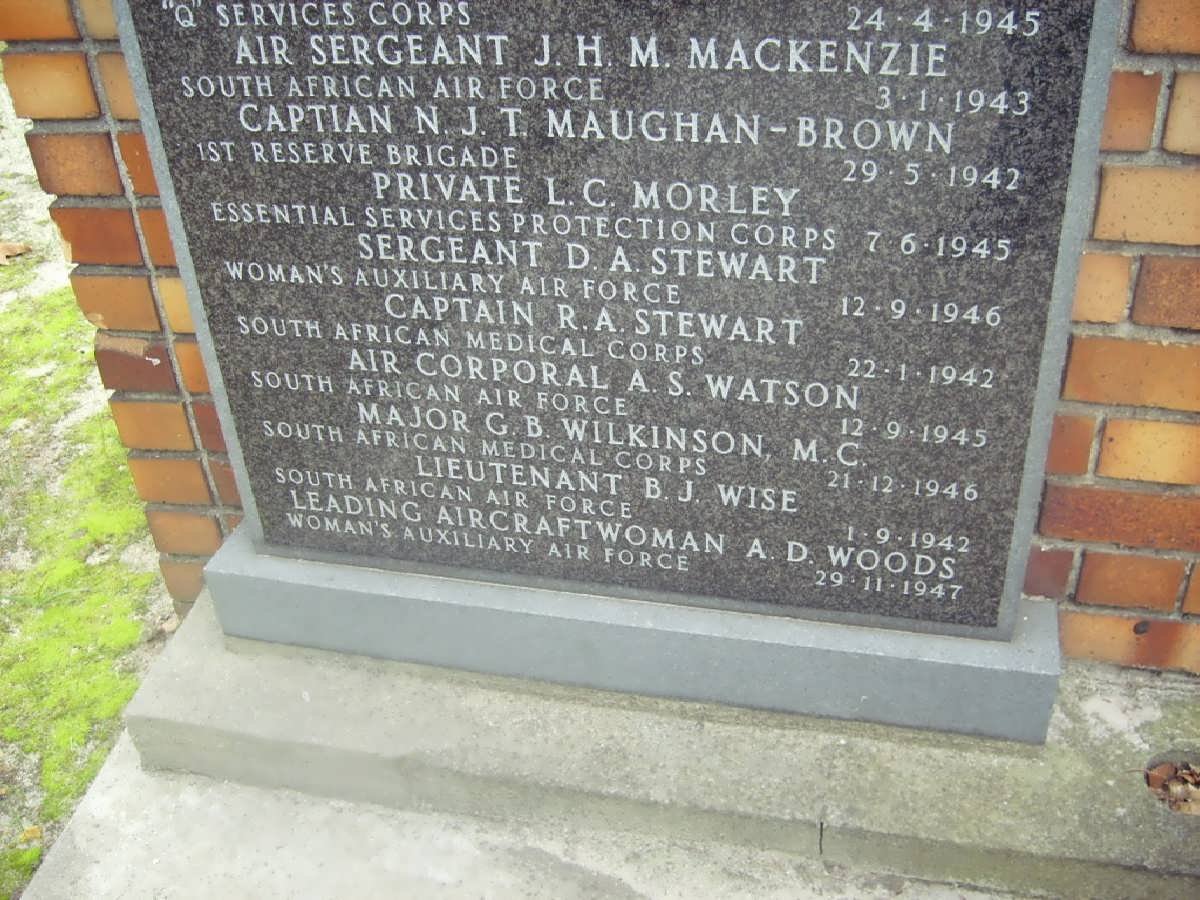 "Q" SERVICES CORPS 24·4·1945
AIR SERGEANT J. H. M. MACKENZIE
SOUTH AFRICAN AIR FORCE 3·1·1943
CAPTIAN N. J. T. MAUGHAN-BROWN
1ST RESERVE BRIGADE 29·5·1942
PRIVATE L. C. MORLEY
ESSENTIAL SERVICES PROTECTION CORPS 7·6·1945
SERGEANT D. A. STEWART
WOMAN'S AUXILIARY AIR FORCE 12·9·1946
CAPTAIN R. A. STEWART
SOUTH AFRICAN MEDICAL CORPS 22·1·1942
AIR CORPORAL A. S. WATSON
SOUTH AFRICAN AIR FORCE 12·9·1945
MAJOR G. B. WILKINSON, M. C.
SOUTH AFRICAN MEDICAL CORPS 21·12·1946
LIEUTENANT B. J. WISE
SOUTH AFRICAN AIR FORCE 1·9·1942
LEADING AIRCRAFTWOMAN A. D. WOODS
WOMAN'S AUXILIARY AIR FORCE 29·11·1947